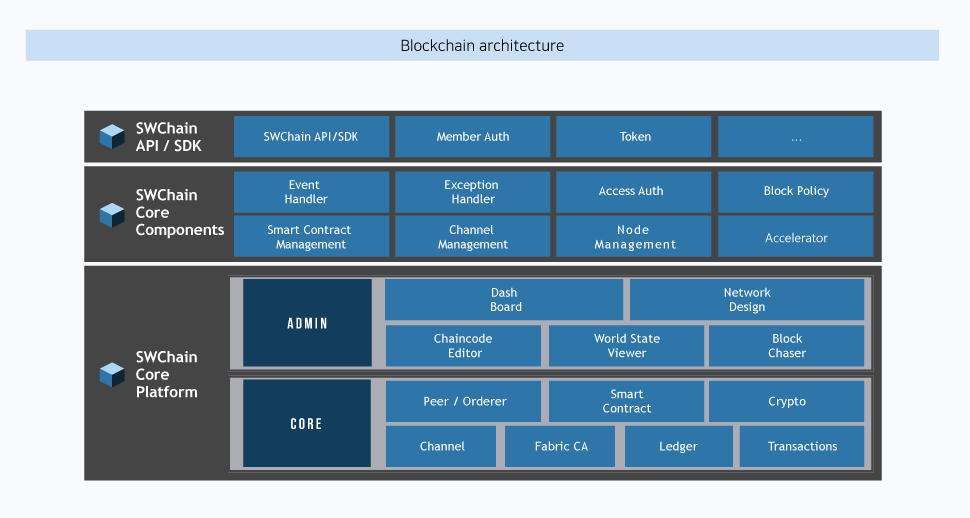 Blockchain architecture
SWChain
API / SDK
SWChain API/SDK
Member Auth
Token
...
SWChain
Core
Components
Event
Handler
Exception
Handler
Access Auth
Block Policy
Smart Contract
Management
Channel
Management
Node
Management
Accelerator
SWChain
Core
Platform
ADMIN
Dash
Board
Network
Design
Chaincode
Editor
World State
Viewer
Block
Chaser
CORE
Peer / Orderer
Smart
Contract
Crypto
Channel
Fabric CA
Ledger
Transactions